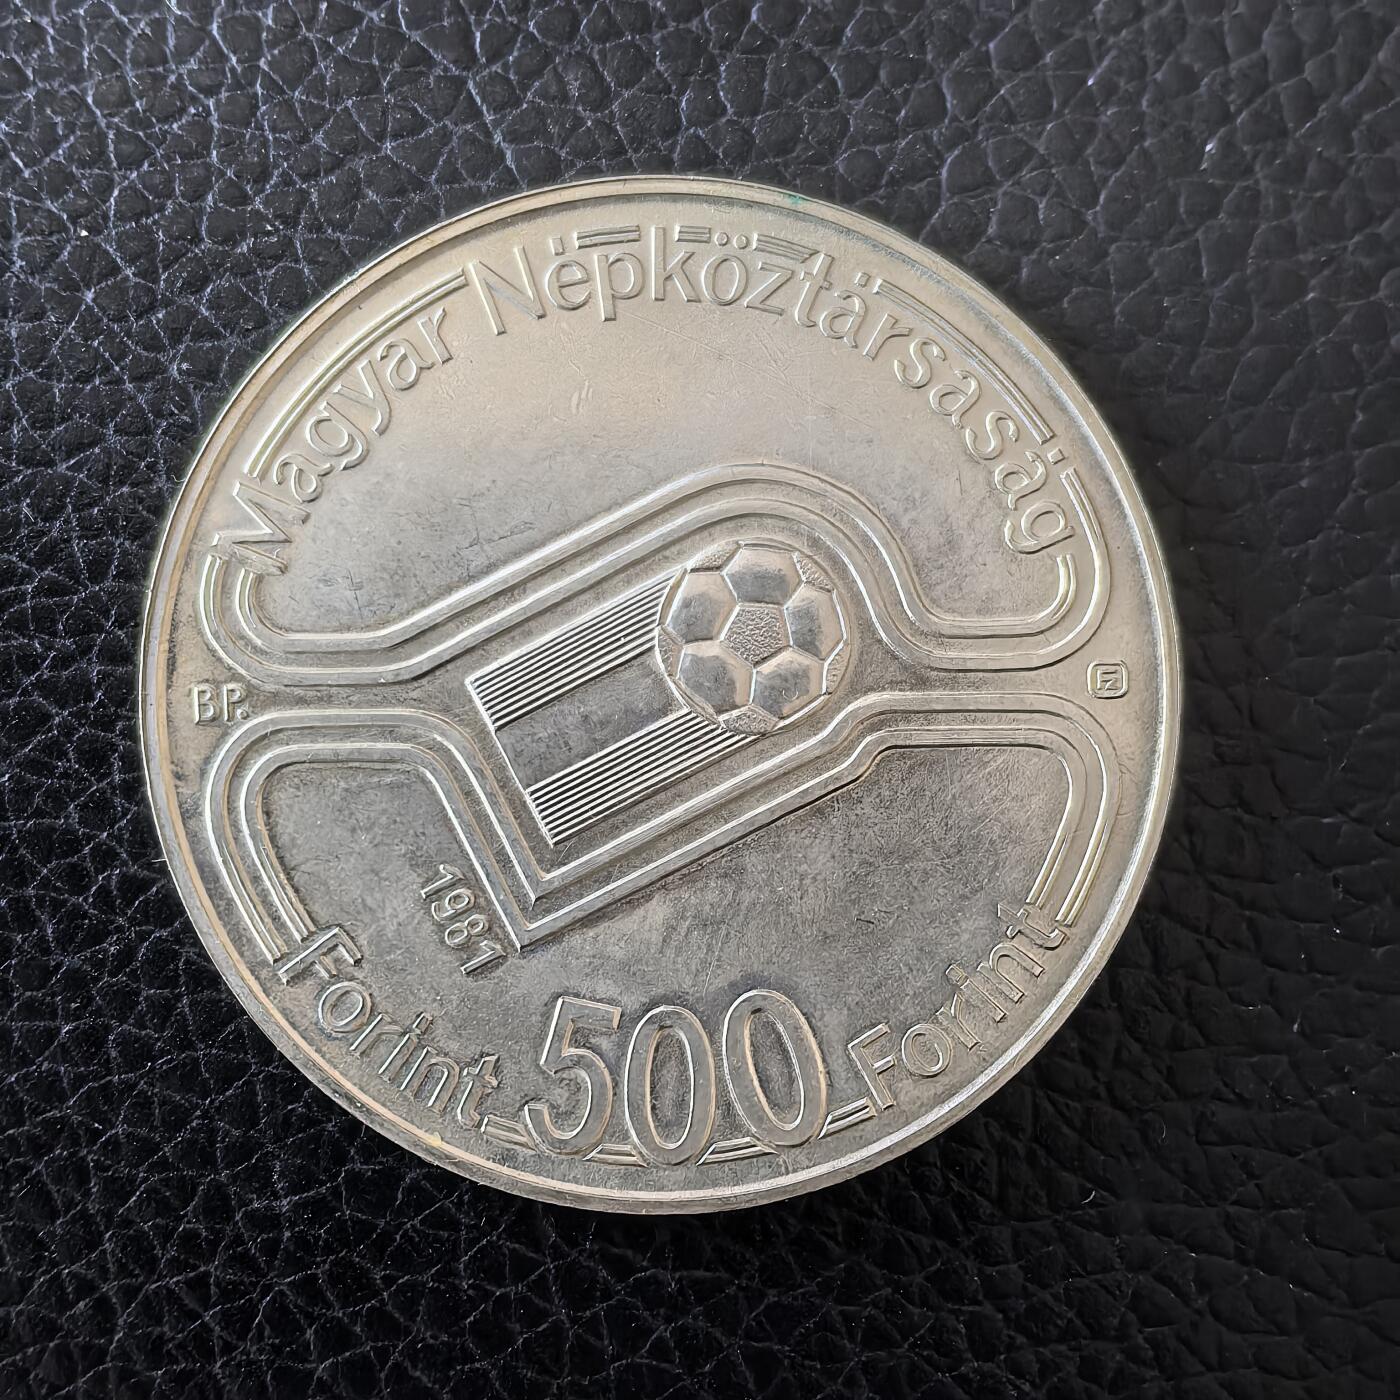 Magyar Népköztársaság
BP.
1981
Forint 500 Forint